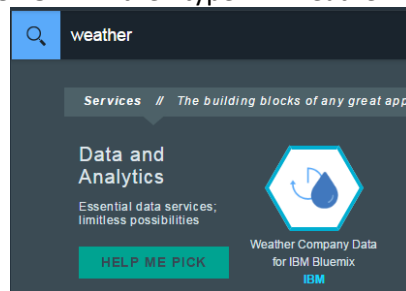 weather
Services // The building blocks of any great app
Data and
Analytics
Essential data services;
limitless possibilities
HELP ME PICK
Weather Company Data
for IBM Bluemix
IBM